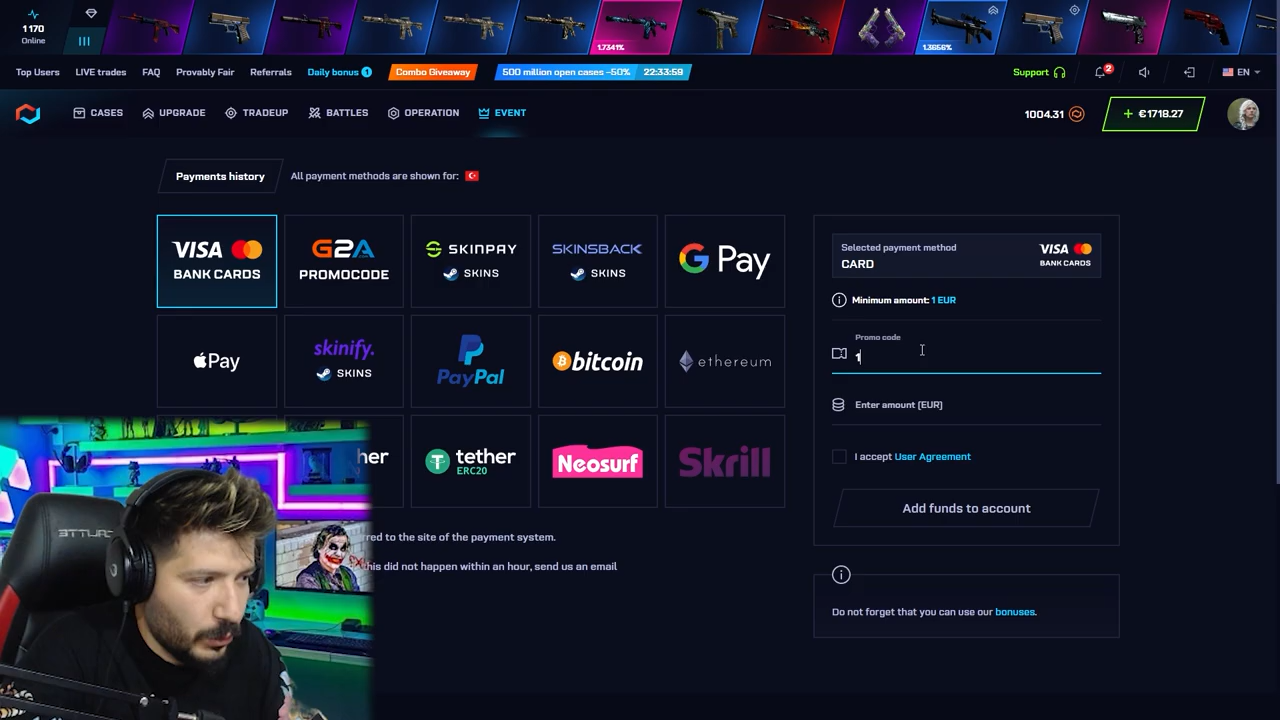 1 170
Online
1.7341%
1.3656%
Top Users
LIVE trades
FAQ
Provably Fair
Referrals
Daily bonus 1
Combo Giveaway
500 million open cases -50%
22:33:59
Support
2
EN
CASES
UPGRADE
TRADEUP
BATTLES
OPERATION
EVENT
1004.31
+ €1718.27
Payments history
All payment methods are shown for:
VISA
BANK CARDS
G2A
PROMOCODE
SKINPAY
SKINS
SKINSBACK
SKINS
G Pay
Pay
skinify.
SKINS
PayPal
bitcoin
ethereum
her
tether
ERC20
Neosurf
Skrill
red to the site of the payment system.
this did not happen within an hour, send us an email
Selected payment method
CARD
VISA
BANK CARDS
Minimum amount: 1 EUR
Promo code
1
Enter amount (EUR)
I accept User Agreement
Add funds to account
Do not forget that you can use our bonuses.